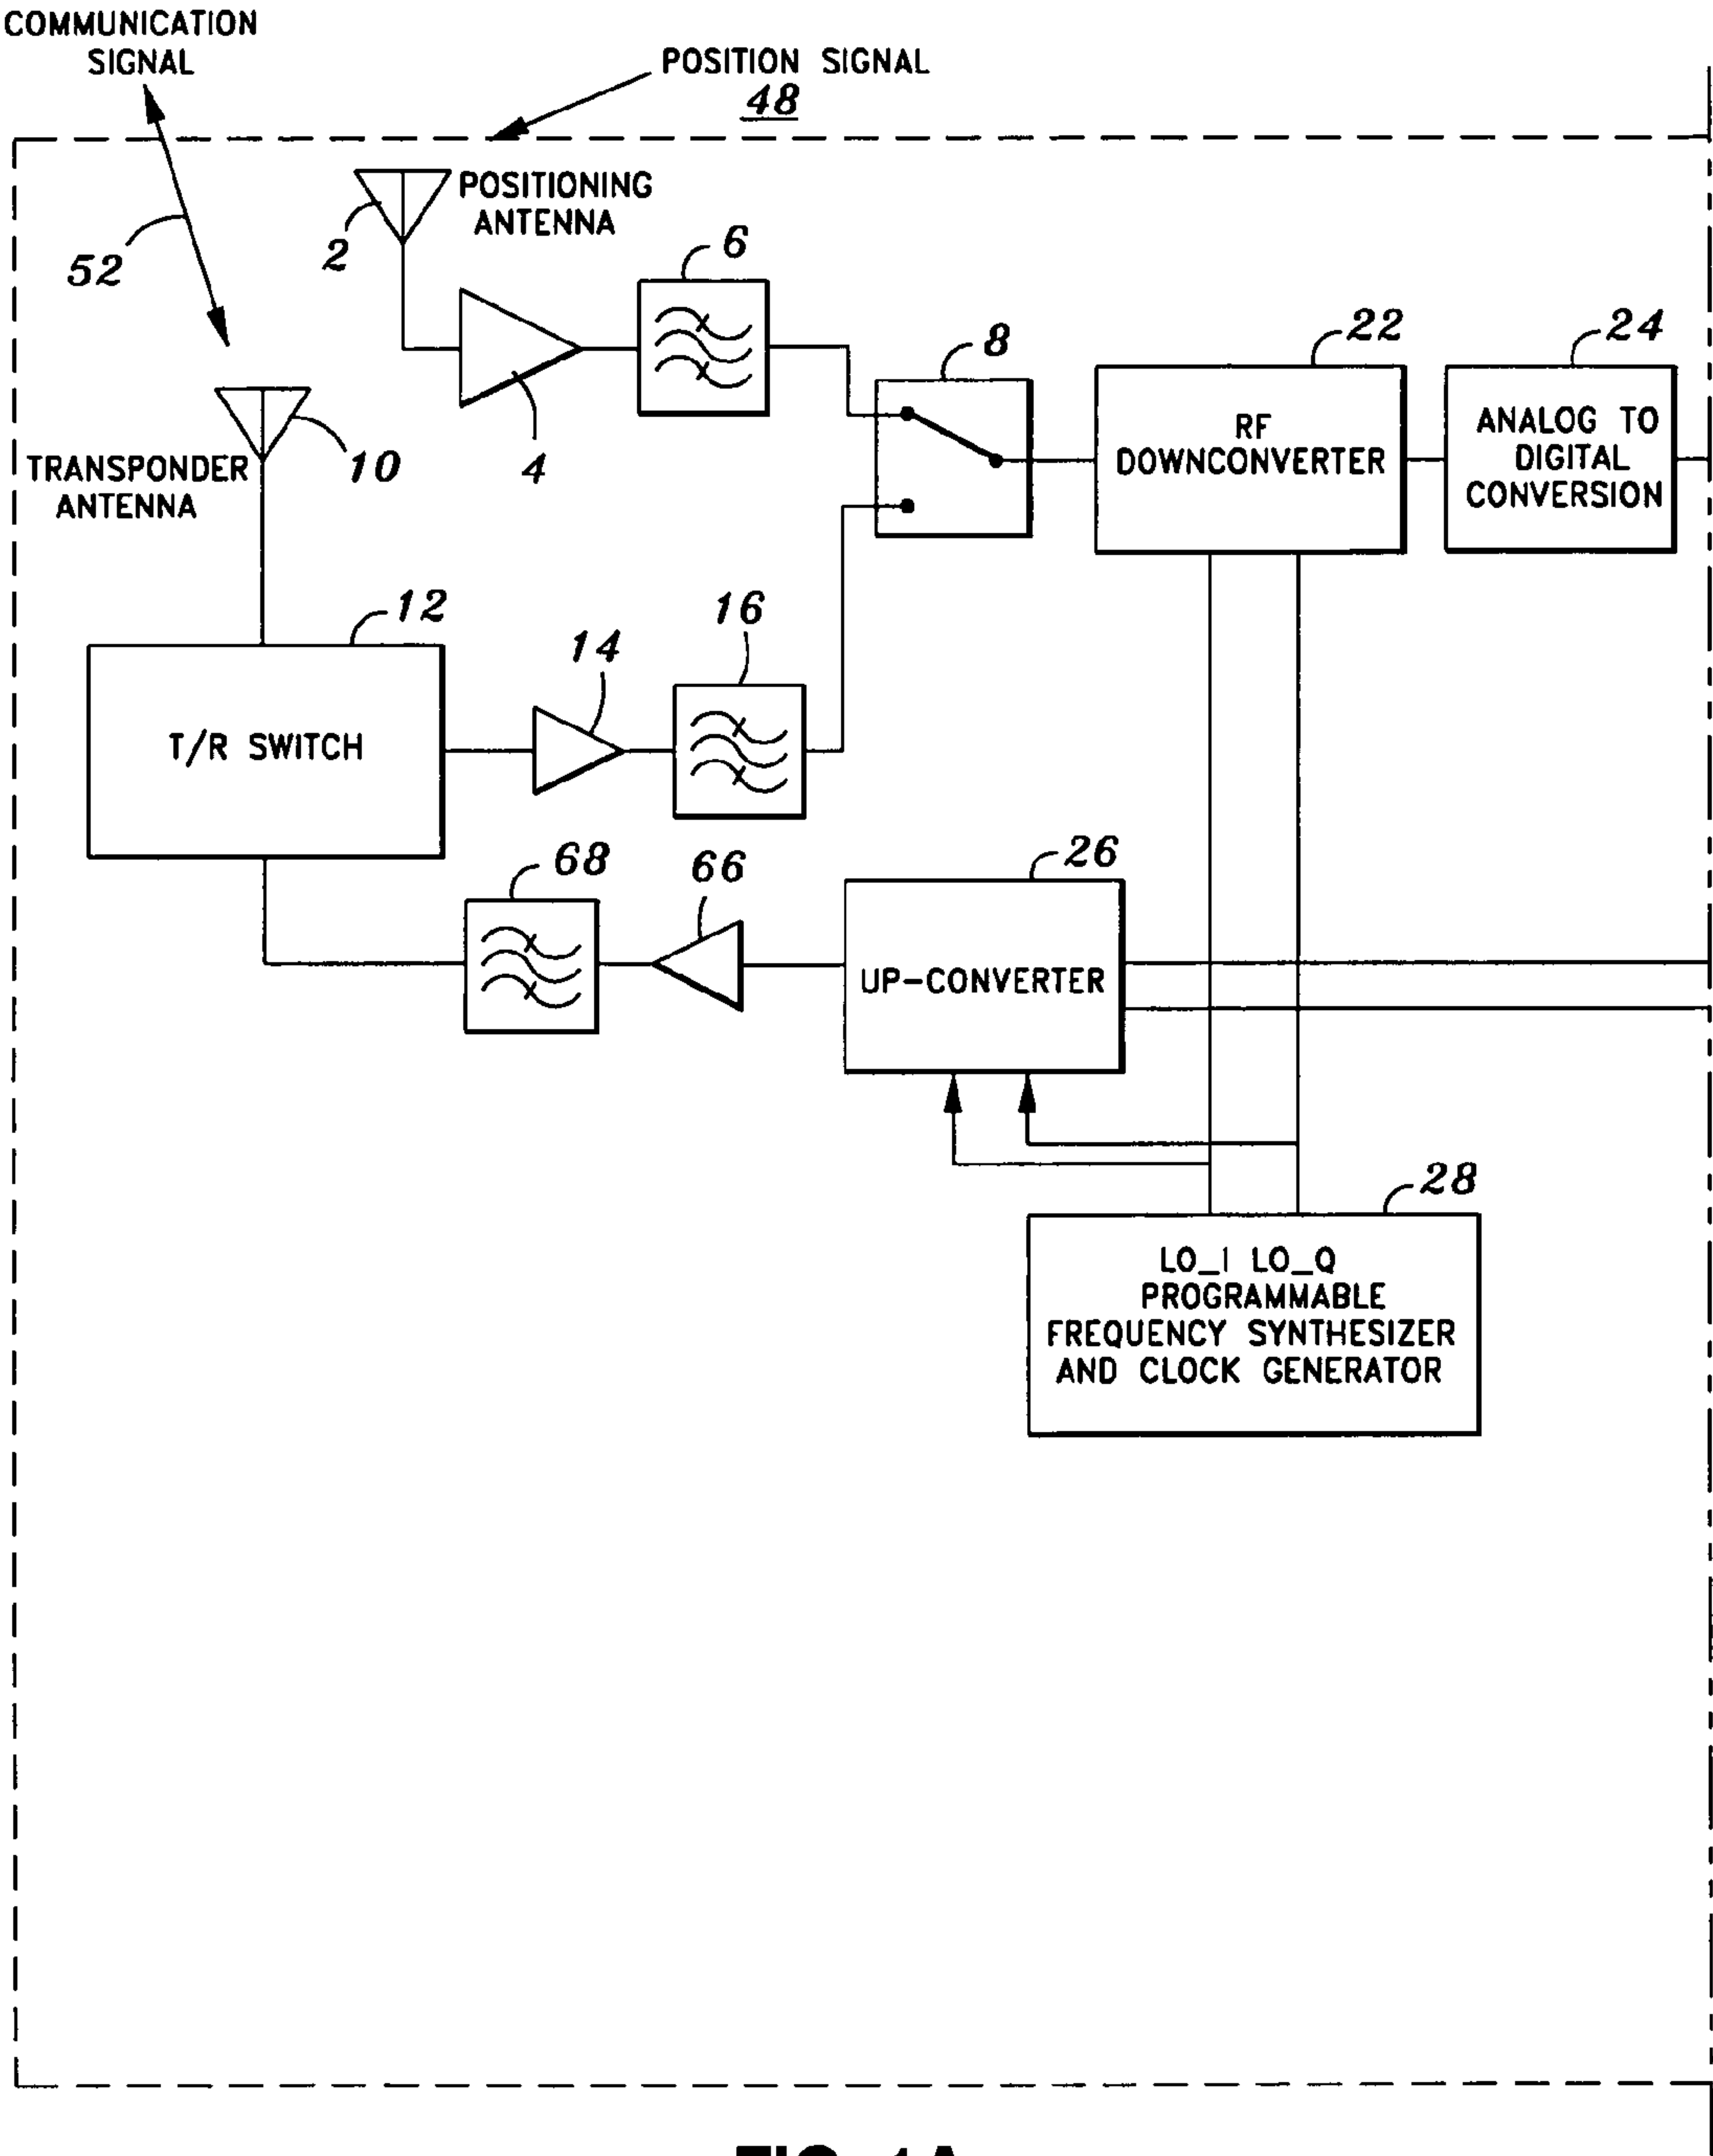 COMMUNICATION
SIGNAL
POSITION SIGNAL
48
POSITIONING
ANTENNA
2
52
6
4
8
22
24
RF
DOWNCONVERTER
ANALOG TO
DIGITAL
CONVERSION
10
TRANSPONDER
ANTENNA
12
14
16
T/R SWITCH
68
66
26
UP-CONVERTER
28
LO_I LO_Q
PROGRAMMABLE
FREQUENCY SYNTHESIZER
AND CLOCK GENERATOR
FIG. 1A